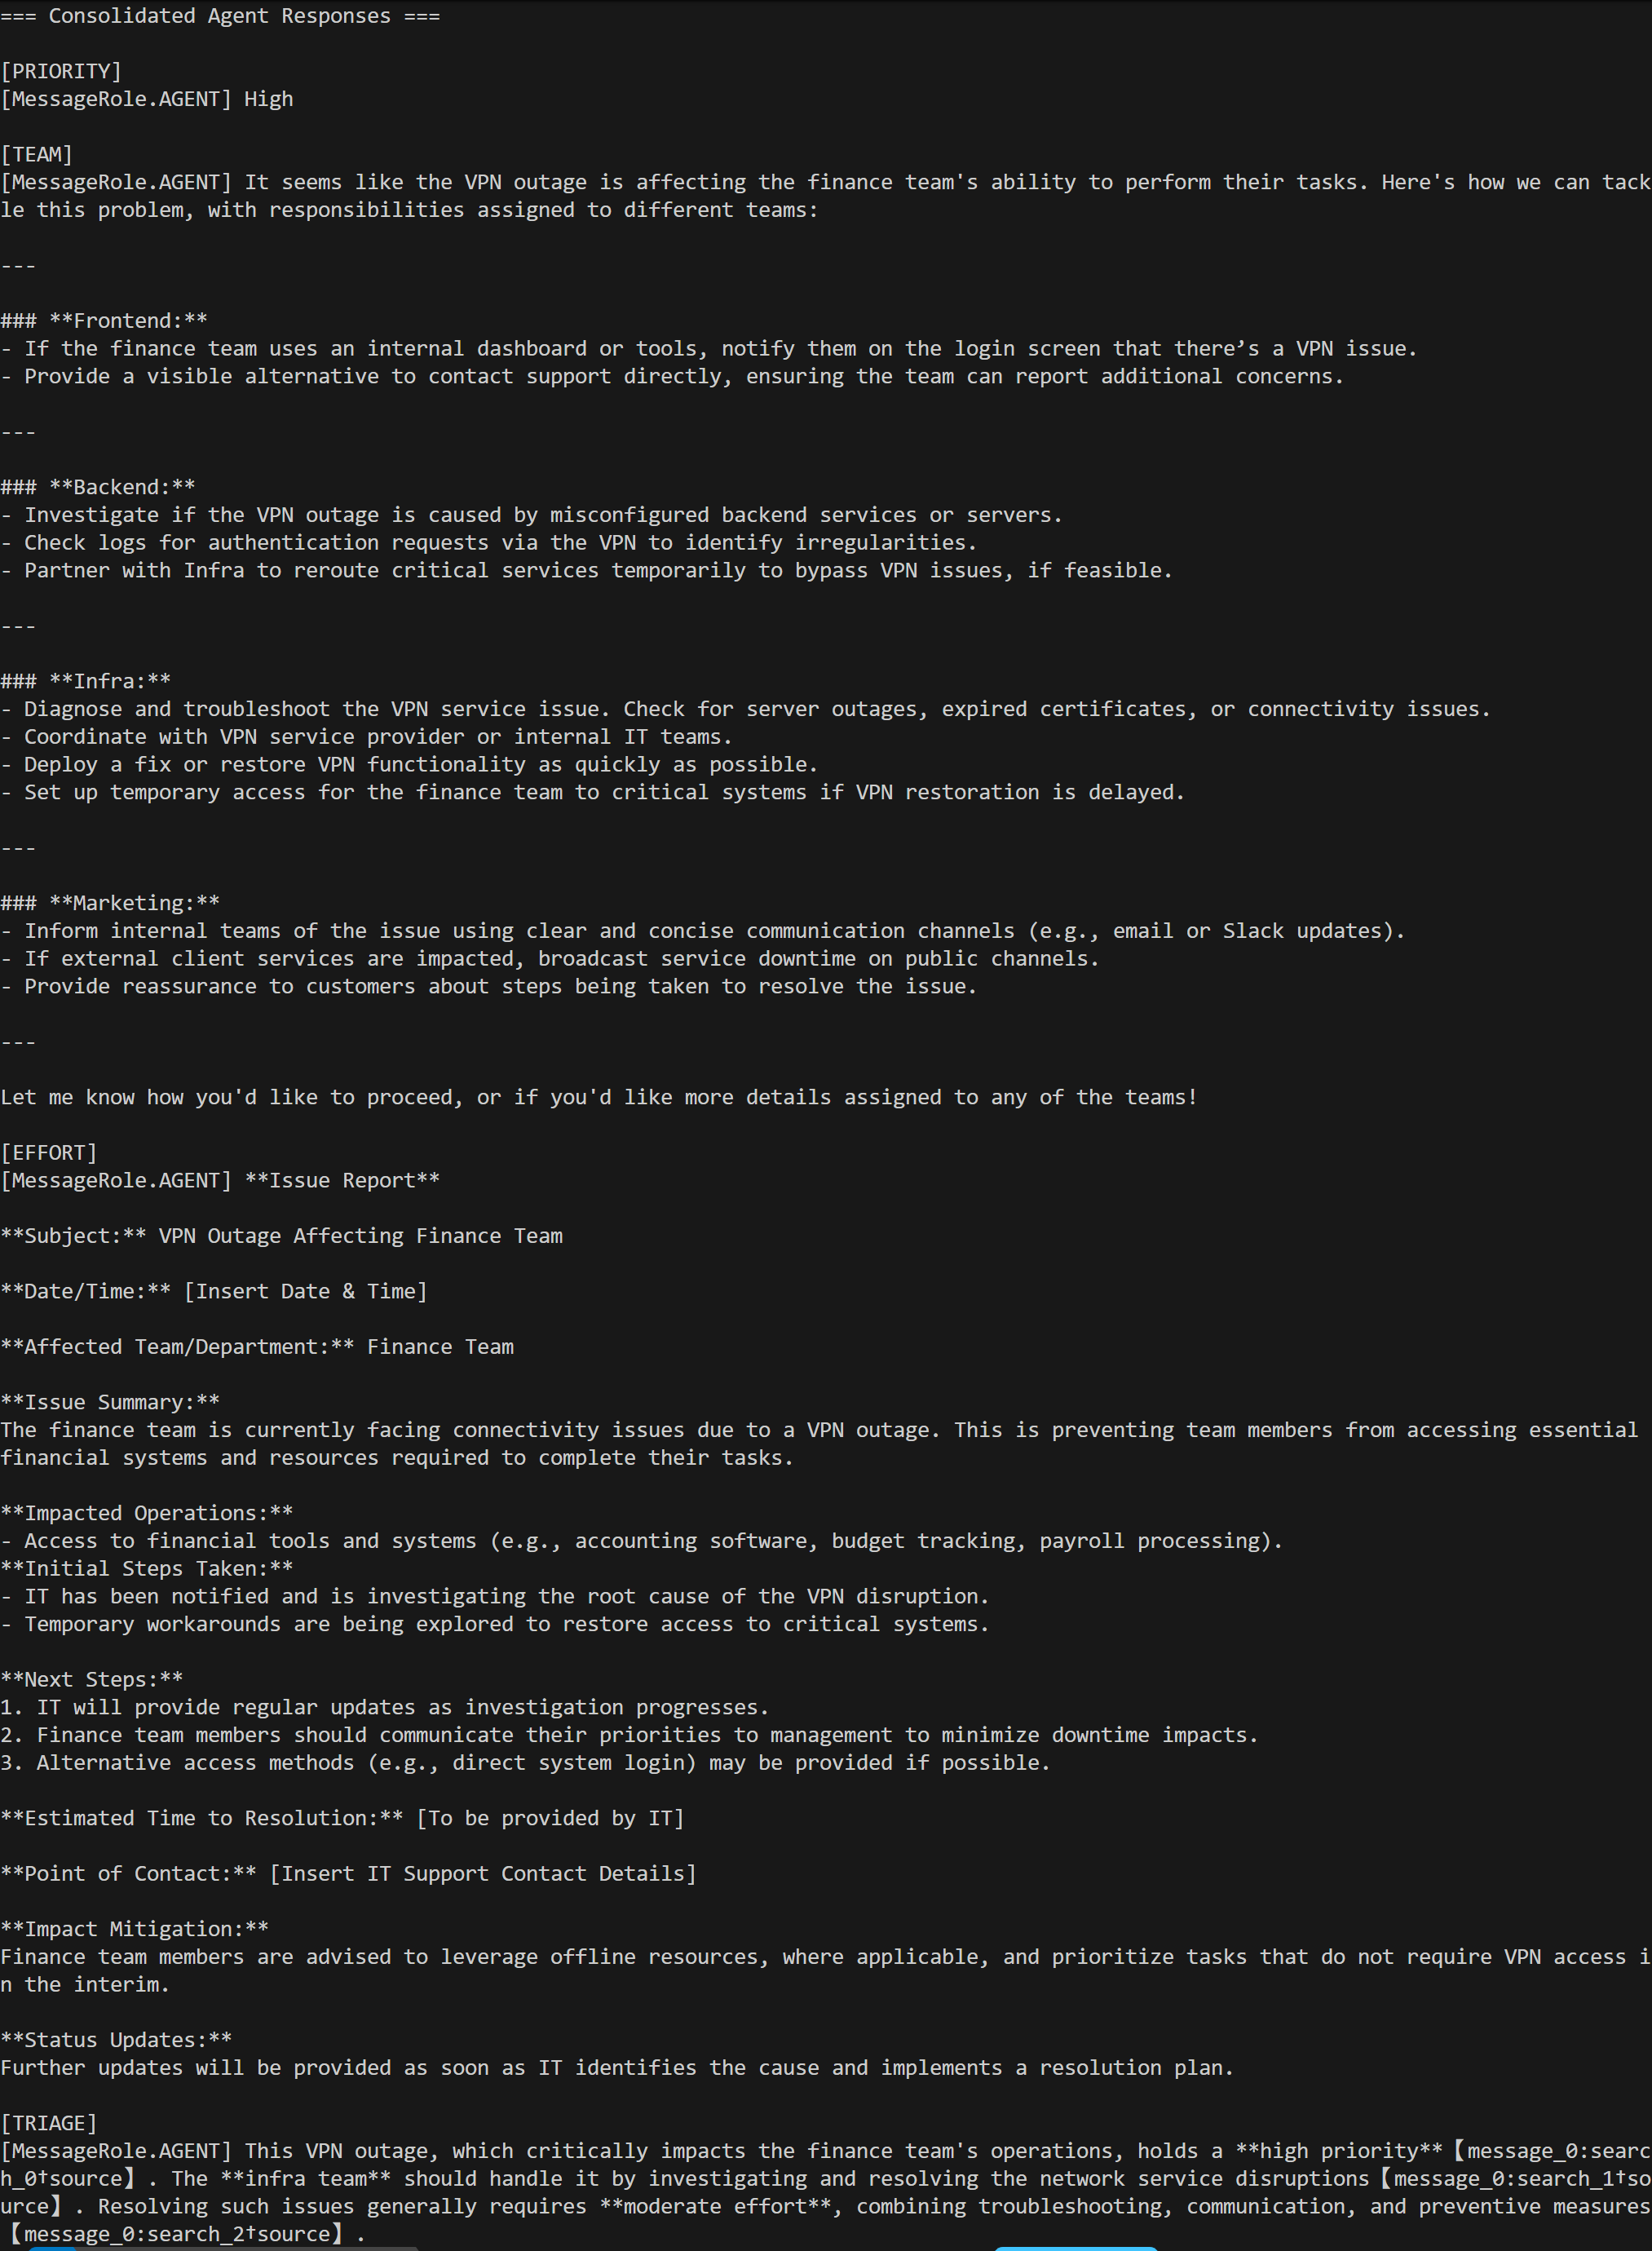 === Consolidated Agent Responses ===
[PRIORITY]
[MessageRole.AGENT] High
[TEAM]
[MessageRole.AGENT] It seems like the VPN outage is affecting the finance team's ability to perform their tasks. Here's how we can tack
le this problem, with responsibilities assigned to different teams:
---
### **Frontend:**
- If the finance team uses an internal dashboard or tools, notify them on the login screen that there’s a VPN issue.
- Provide a visible alternative to contact support directly, ensuring the team can report additional concerns.
---
### **Backend:**
- Investigate if the VPN outage is caused by misconfigured backend services or servers.
- Check logs for authentication requests via the VPN to identify irregularities.
- Partner with Infra to reroute critical services temporarily to bypass VPN issues, if feasible.
---
### **Infra:**
- Diagnose and troubleshoot the VPN service issue. Check for server outages, expired certificates, or connectivity issues.
- Coordinate with VPN service provider or internal IT teams.
- Deploy a fix or restore VPN functionality as quickly as possible.
- Set up temporary access for the finance team to critical systems if VPN restoration is delayed.
---
### **Marketing:**
- Inform internal teams of the issue using clear and concise communication channels (e.g., email or Slack updates).
- If external client services are impacted, broadcast service downtime on public channels.
- Provide reassurance to customers about steps being taken to resolve the issue.
---
Let me know how you'd like to proceed, or if you'd like more details assigned to any of the teams!
[EFFORT]
[MessageRole.AGENT] **Issue Report**
**Subject:** VPN Outage Affecting Finance Team
**Date/Time:** [Insert Date & Time]
**Affected Team/Department:** Finance Team
**Issue Summary:**
The finance team is currently facing connectivity issues due to a VPN outage. This is preventing team members from accessing essential
financial systems and resources required to complete their tasks.
**Impacted Operations:**
- Access to financial tools and systems (e.g., accounting software, budget tracking, payroll processing).
**Initial Steps Taken:**
- IT has been notified and is investigating the root cause of the VPN disruption.
- Temporary workarounds are being explored to restore access to critical systems.
**Next Steps:**
1. IT will provide regular updates as investigation progresses.
2. Finance team members should communicate their priorities to management to minimize downtime impacts.
3. Alternative access methods (e.g., direct system login) may be provided if possible.
**Estimated Time to Resolution:** [To be provided by IT]
**Point of Contact:** [Insert IT Support Contact Details]
**Impact Mitigation:**
Finance team members are advised to leverage offline resources, where applicable, and prioritize tasks that do not require VPN access i
n the interim.
**Status Updates:**
Further updates will be provided as soon as IT identifies the cause and implements a resolution plan.
[TRIAGE]
[MessageRole.AGENT] This VPN outage, which critically impacts the finance team's operations, holds a **high priority**【message_0:searc
h_0†source】. The **infra team** should handle it by investigating and resolving the network service disruptions【message_0:search_1†so
urce】. Resolving such issues generally requires **moderate effort**, combining troubleshooting, communication, and preventive measures
【message_0:search_2†source】.